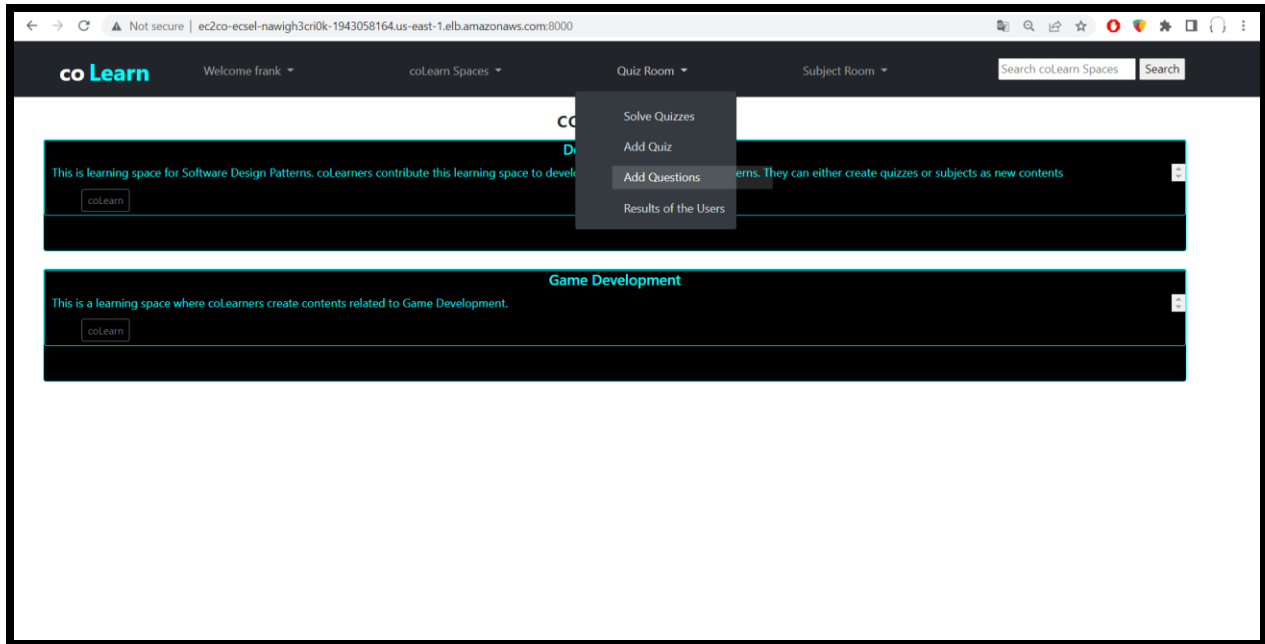 Not secure | ec2co-ecsel-nawigh3cri0k-1943058164.us-east-1.elb.amazonaws.com:8000
co Learn Welcome frank coLearn Spaces Quiz Room Subject Room Search coLearn Spaces Search
Solve Quizzes
Add Quiz
Add Questions
Results of the Users
This is learning space for Software Design Patterns. coLearners contribute this learning space to They can either create quizzes or subjects as new contents
coLearn
Game Development
This is a learning space where coLearners create contents related to Game Development.
coLearn